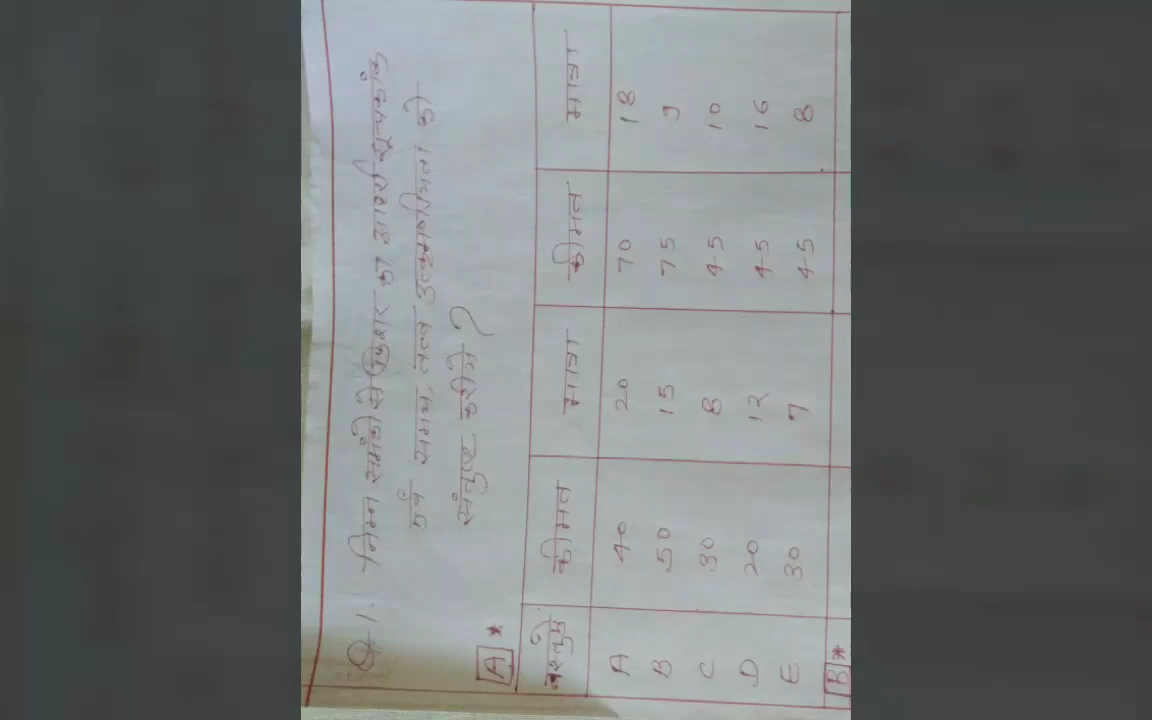 Q 1. निम्न समंको से फिशर का आदर्श सूचकांक
एवं समय तत्व उत्क्राम्यता को
संतुष्ट करो ?
A *
वस्तुऐ कीमत मात्रा कीमत मात्रा
A 40 20 70 18
B 50 15 75 9
C 30 8 45 10
D 20 12 45 16
E 30 7 45 8
B *